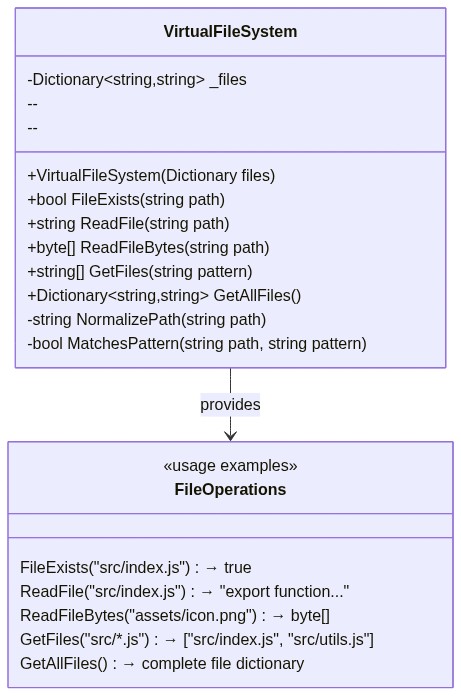 VirtualFileSystem
-Dictionary<string,string> _files
--
--
+VirtualFileSystem(Dictionary files)
+bool FileExists(string path)
+string ReadFile(string path)
+byte[] ReadFileBytes(string path)
+string[] GetFiles(string pattern)
+Dictionary<string,string> GetAllFiles()
-string NormalizePath(string path)
-bool MatchesPattern(string path, string pattern)
provides
«usage examples»
FileOperations
FileExists("src/index.js") : → true
ReadFile("src/index.js") : → "export function..."
ReadFileBytes("assets/icon.png") : → byte[]
GetFiles("src/*.js") : → ["src/index.js", "src/utils.js"]
GetAllFiles() : → complete file dictionary